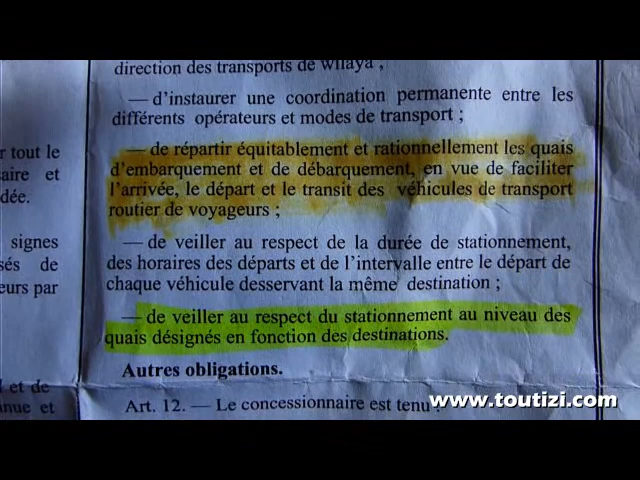 direction des transports de wilaya ;
— d'instaurer une coordination permanente entre les
différents opérateurs et modes de transport ;
— de répartir équitablement et rationnellement les quais
d'embarquement et de débarquement, en vue de faciliter
l'arrivée, le départ et le transit des véhicules de transport
routier de voyageurs ;
— de veiller au respect de la durée de stationnement,
des horaires des départs et de l'intervalle entre le départ de
chaque véhicule desservant la même destination ;
— de veiller au respect du stationnement au niveau des
quais désignés en fonction des destinations.
Autres obligations.
Art. 12. — Le concessionnaire est tenu :
tout le
et
signes
de
par
et de
et
www.toutizi.com